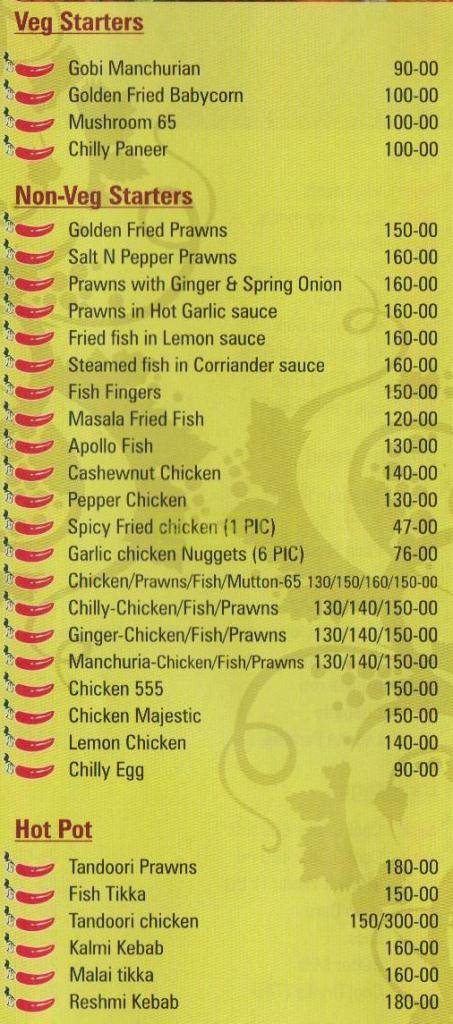 Veg Starters
Gobi Manchurian 90-00
Golden Fried Babycorn 100-00
Mushroom 65 100-00
Chilly Paneer 100-00
Non-Veg Starters
Golden Fried Prawns 150-00
Salt N Pepper Prawns 160-00
Prawns with Ginger & Spring Onion 160-00
Prawns in Hot Garlic sauce 160-00
Fried fish in Lemon sauce 160-00
Steamed fish in Corriander sauce 160-00
Fish Fingers 150-00
Masala Fried Fish 120-00
Apollo Fish 130-00
Cashewnut Chicken 140-00
Pepper Chicken 130-00
Spicy Fried chicken (1 PIC) 47-00
Garlic chicken Nuggets (6 PIC) 76-00
Chicken/Prawns/Fish/Mutton-65 130/150/160/150-00
Chilly-Chicken/Fish/Prawns 130/140/150-00
Ginger-Chicken/Fish/Prawns 130/140/150-00
Manchuria-Chicken/Fish/Prawns 130/140/150-00
Chicken 555 150-00
Chicken Majestic 150-00
Lemon Chicken 140-00
Chilly Egg 90-00
Hot Pot
Tandoori Prawns 180-00
Fish Tikka 150-00
Tandoori chicken 150/300-00
Kalmi Kebab 160-00
Malai tikka 160-00
Reshmi Kebab 180-00